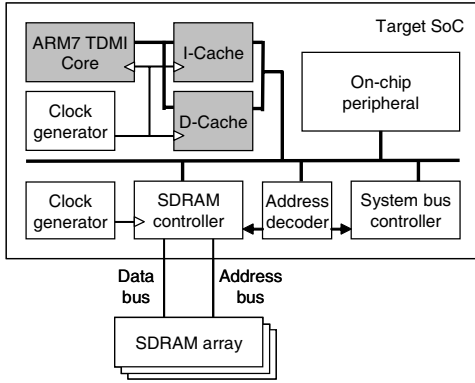 Target SoC
ARM7 TDMI
Core
I-Cache
On-chip
peripheral
Clock
generator
D-Cache
Clock
generator
SDRAM
controller
Address
decoder
System bus
controller
Data
bus
Address
bus
SDRAM array